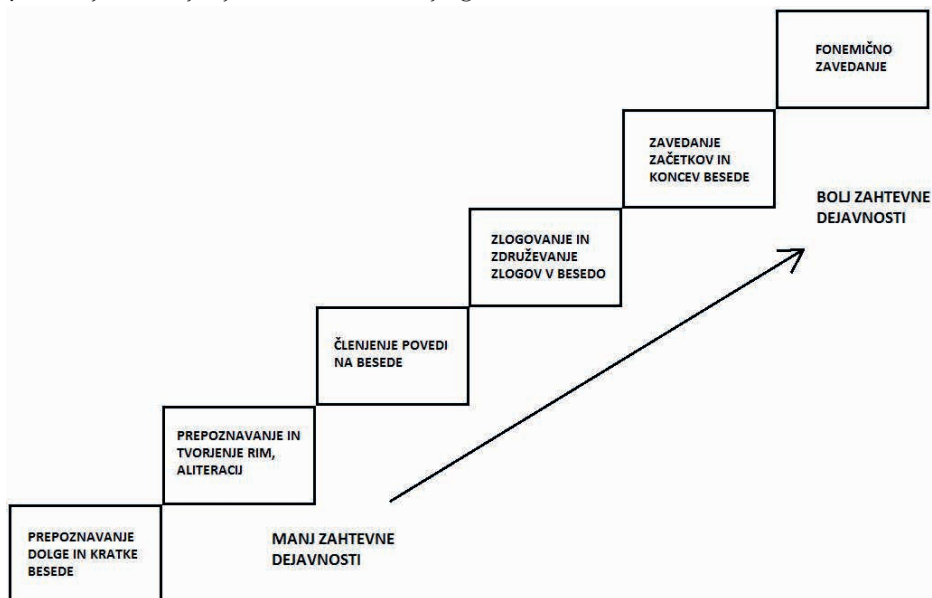 FONEMIČNO
ZAVEDANJE
ZAVEDANJE
ZAČETKOV IN
KONCEV BESEDE
BOLJ ZAHTEVNE
DEJAVNOSTI
ZLOGOVANJE IN
ZDRUŽEVANJE
ZLOGOV V BESEDO
ČLENJENJE POVEDI
NA BESEDE
PREPOZNAVANJE IN
TVORJENJE RIM,
ALITERACIJ
MANJ ZAHTEVNE
DEJAVNOSTI
PREPOZNAVANJE
DOLGE IN KRATKE
BESEDE